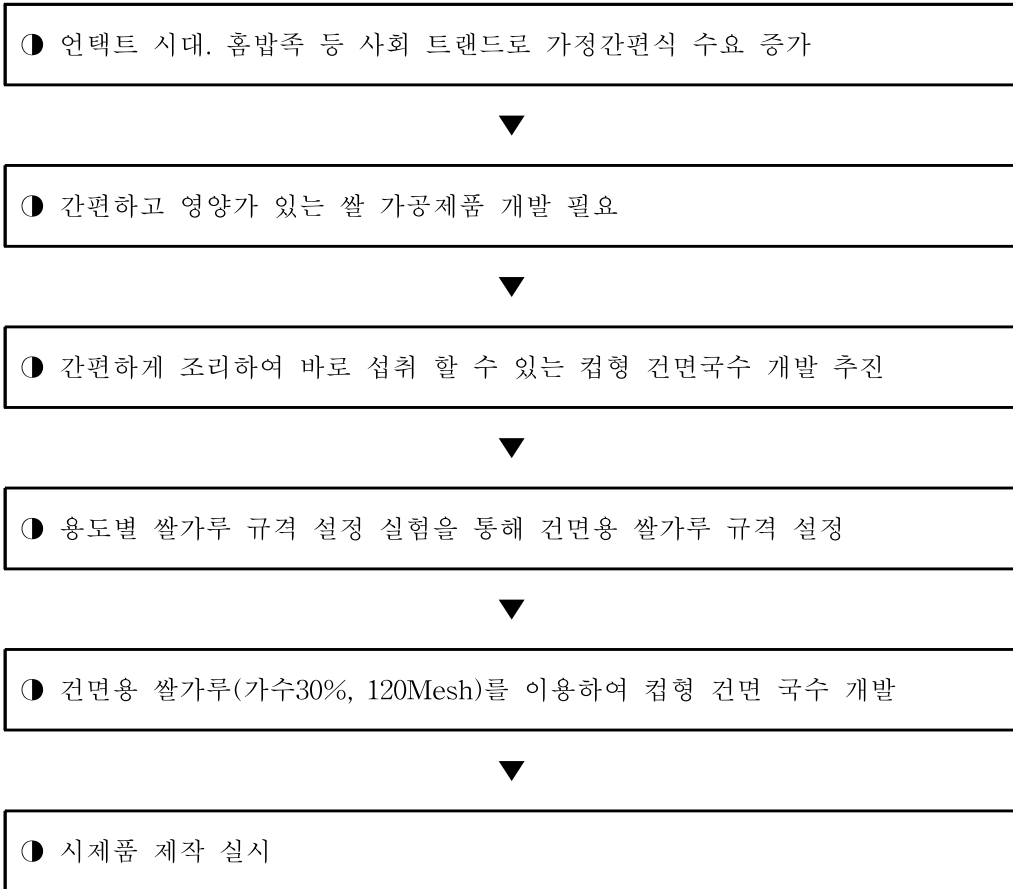 ◑ 언택트 시대. 홈밥족 등 사회 트랜드로 가정간편식 수요 증가
▼
◑ 간편하고 영양가 있는 쌀 가공제품 개발 필요
▼
◑ 간편하게 조리하여 바로 섭취 할 수 있는 컵형 건면국수 개발 추진
▼
◑ 용도별 쌀가루 규격 설정 실험을 통해 건면용 쌀가루 규격 설정
▼
◑ 건면용 쌀가루(가수30%, 120Mesh)를 이용하여 컵형 건면 국수 개발
▼
◑ 시제품 제작 실시